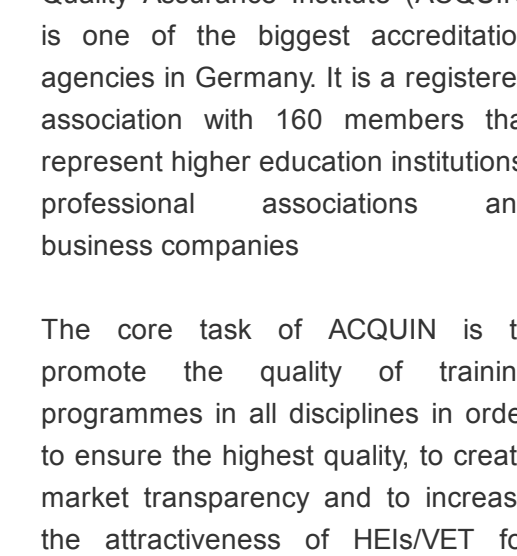 Quality Assurance Institute (ACQUIN
is one of the biggest accreditatio
agencies in Germany. It is a registere
association with 160 members tha
represent higher education institutions
professional associations an
business companies
The core task of ACQUIN is t
promote the quality of trainin
programmes in all disciplines in orde
to ensure the highest quality, to creat
market transparency and to increas
the attractiveness of HEIs/VET fo